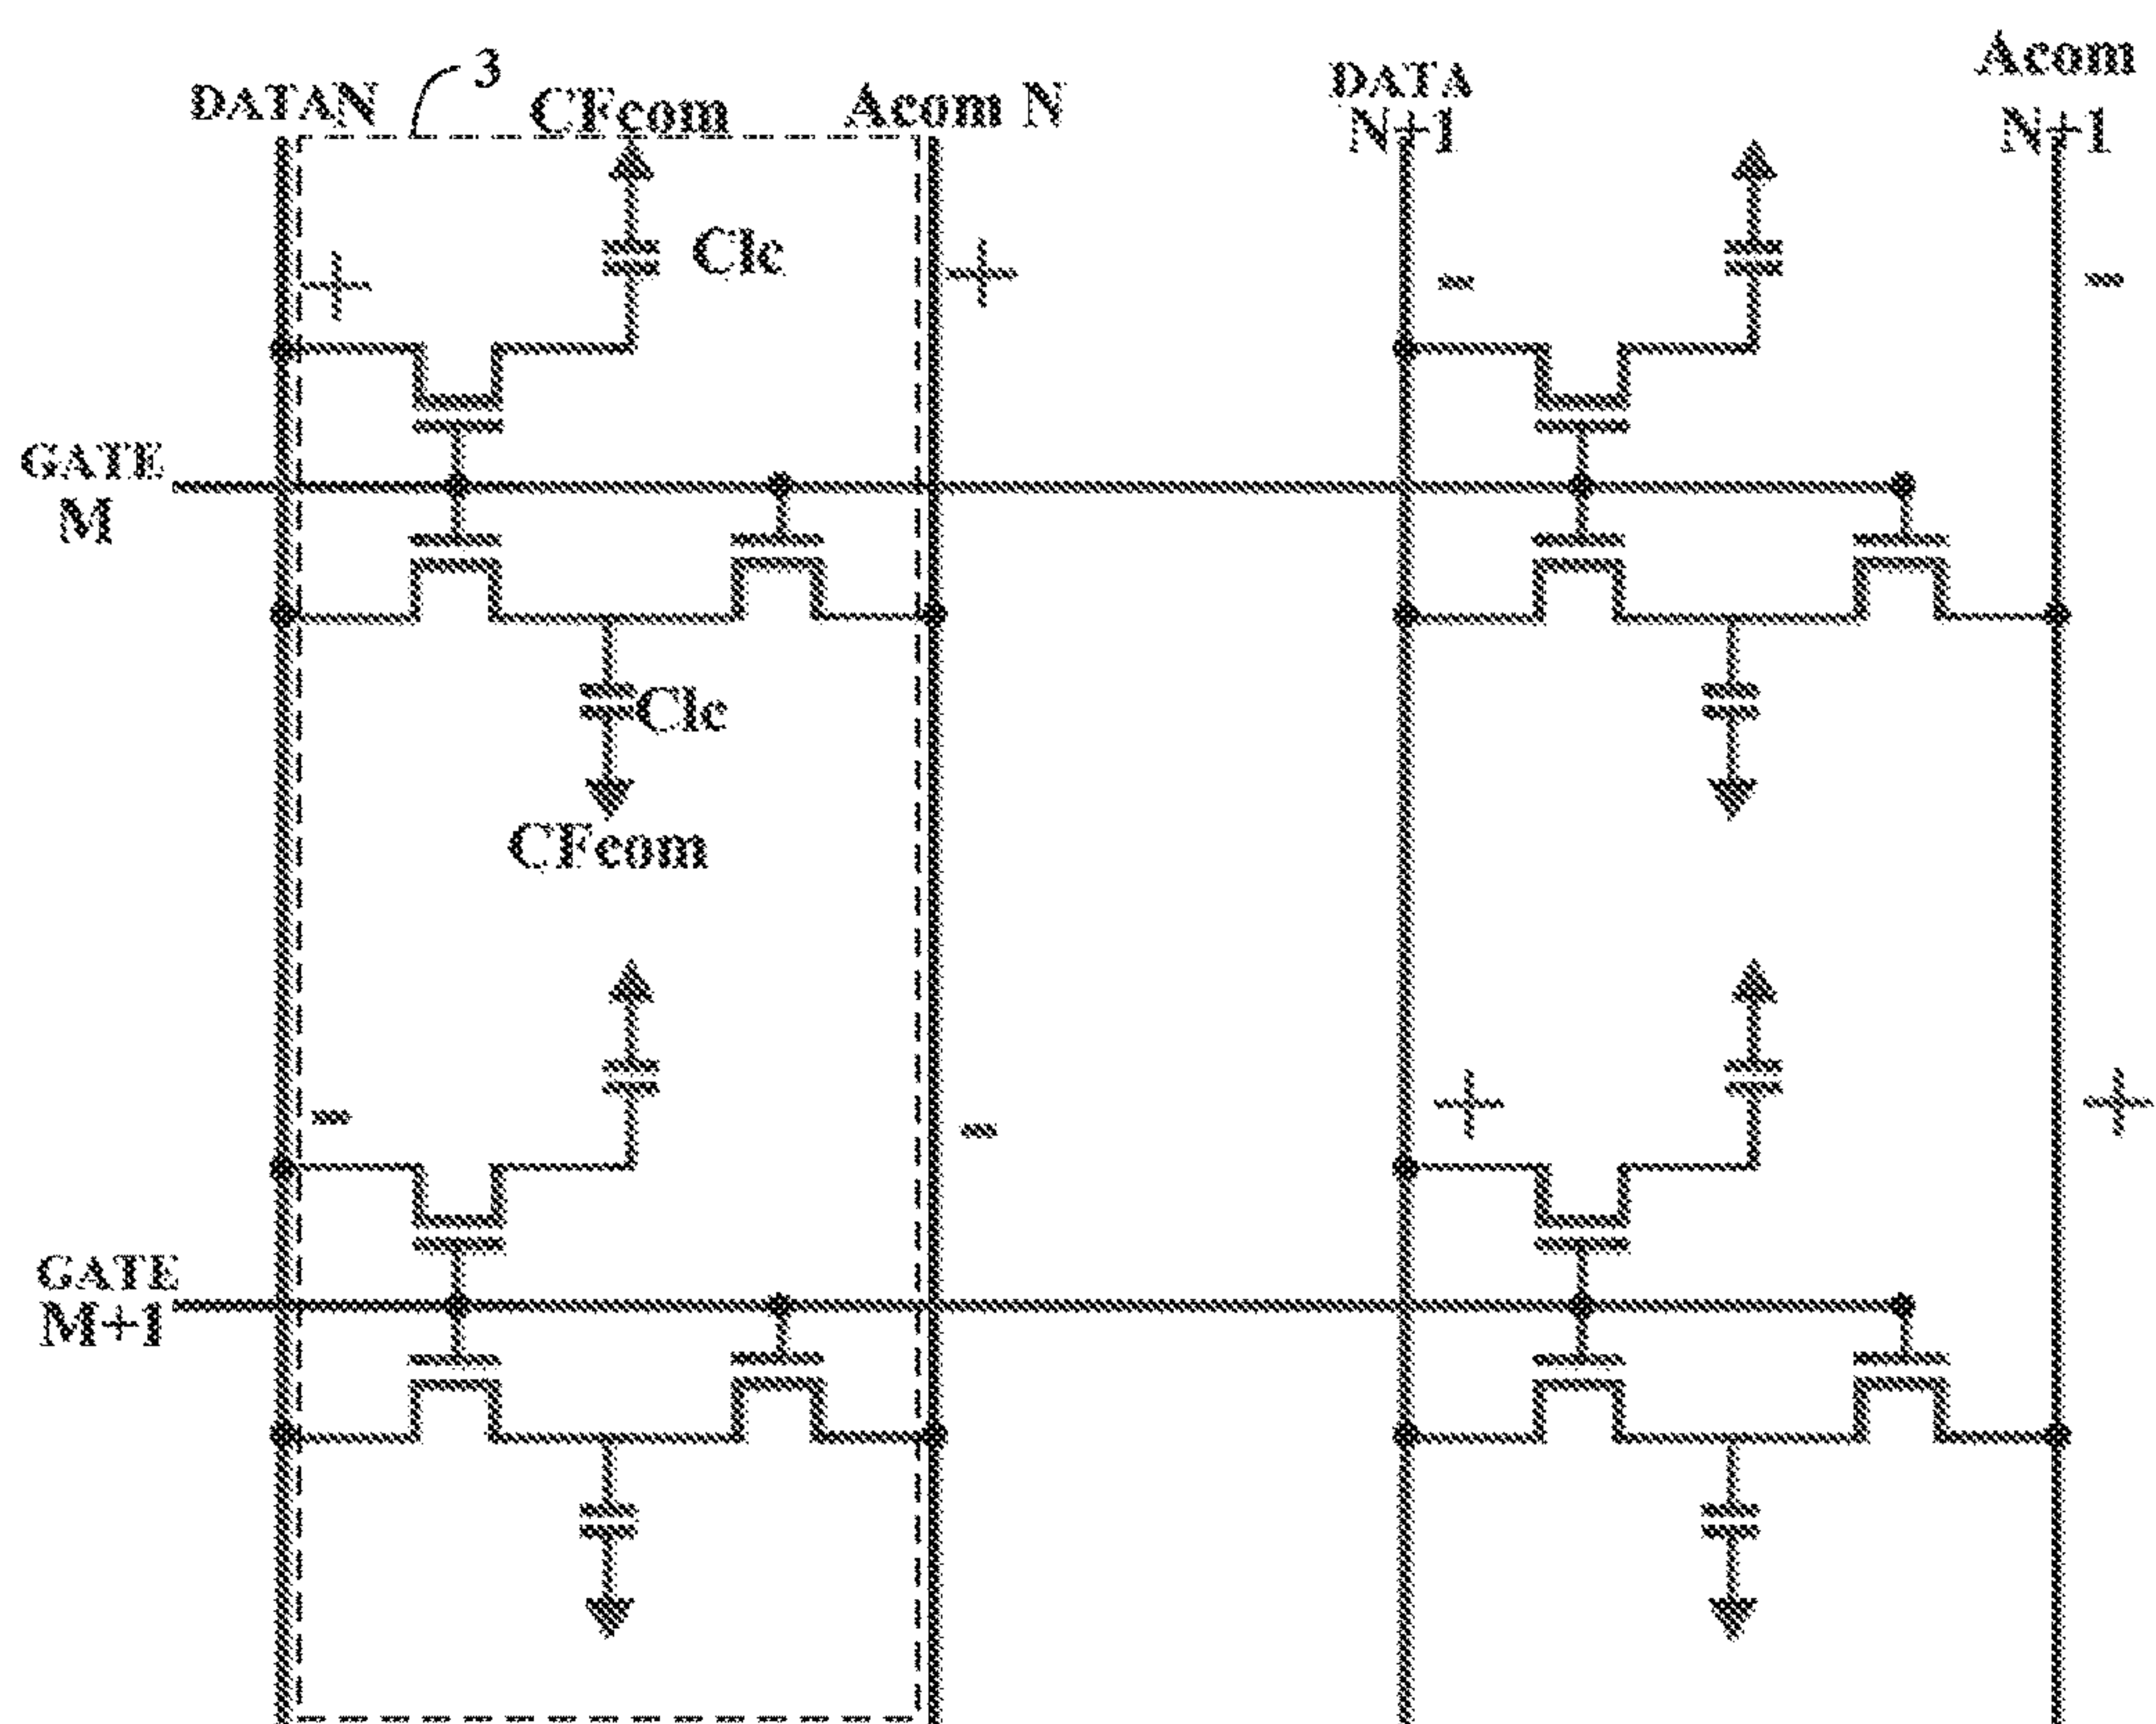 DATAN
3
CFcom
Acom N
DATA
N+1
Acom
N+1
+
Clc
+
-
-
GATE
M
Clc
CFcom
-
-
+
+
GATE
M+1